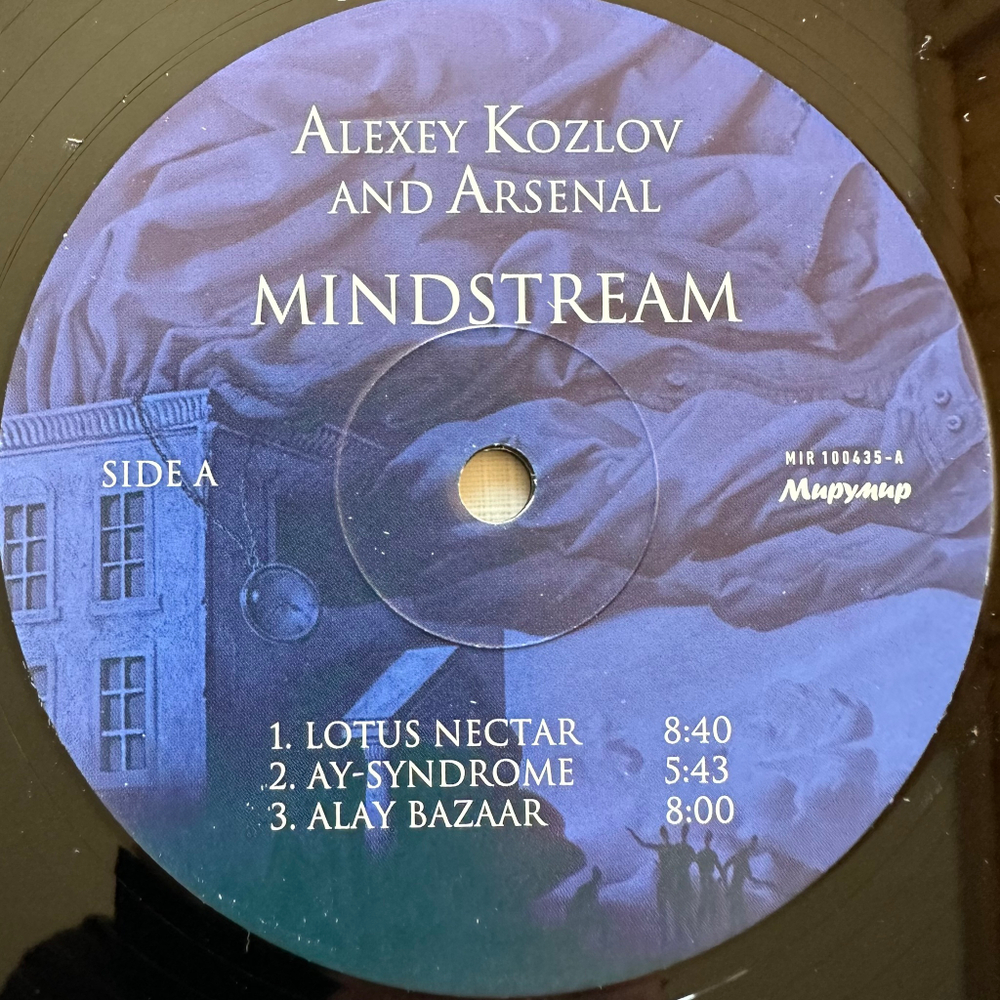 ALEXEY KOZLOV
AND ARSENAL
MINDSTREAM
SIDE A
MIR 100435-A
Мирумир
1. LOTUS NECTAR 8:40
2. AY-SYNDROME 5:43
3. ALAY BAZAAR 8:00